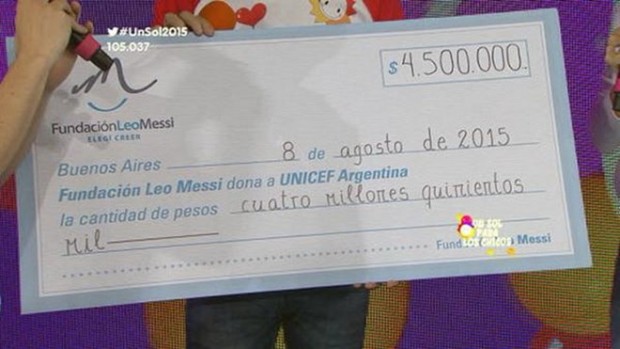 #UnSol2015
105.037
$4.500.000.
FundaciónLeoMessi
ELEGÍ CREER
Buenos Aires 8 de agosto de 2015
Fundación Leo Messi dona a UNICEF Argentina
la cantidad de pesos cuatro millones quinientos
mil
UN SOL
PARA
LOS CHICOS
Fund Messi